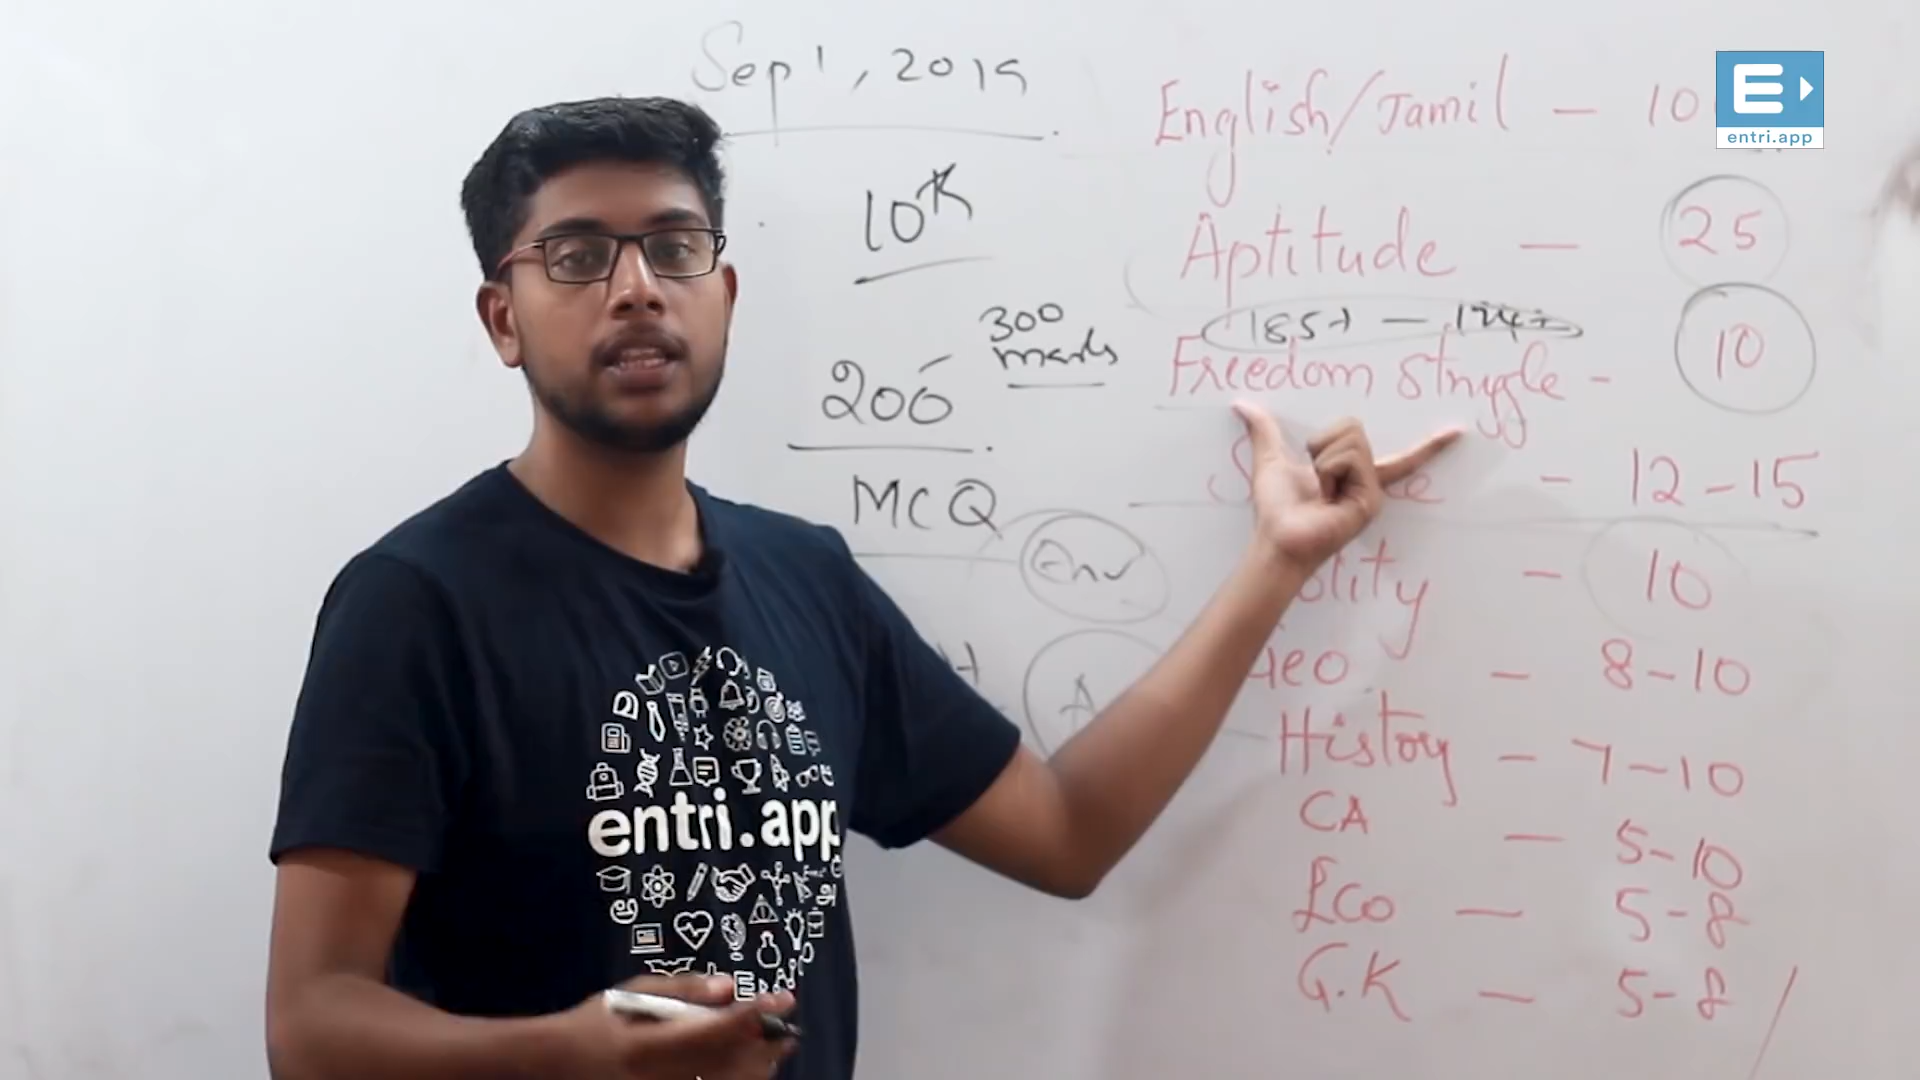 Sep 1, 2019
10K
300
marks
200
MCQ
Env
A
English/Tamil - 10
Aptitude - 25
1857 - 1947
Freedom Struggle - 10
- 12-15
- 10
Geo - 8-10
History - 7-10
CA - 5-10
Eco - 5-8
G.K - 5-8
E
entri.app
entri.app